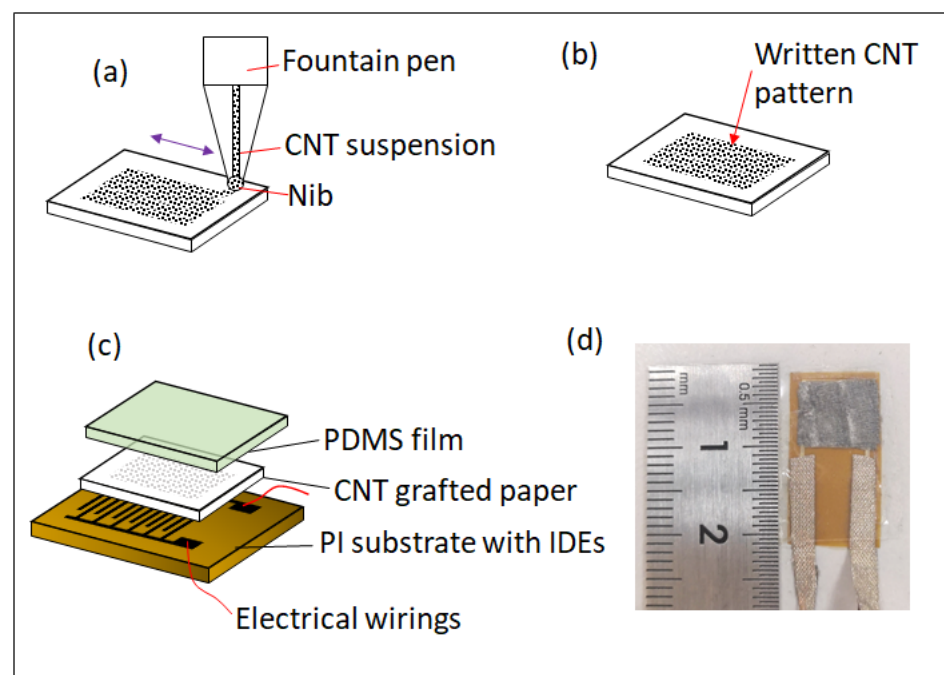 (a)
Fountain pen
CNT suspension
Nib
(b)
Written CNT
pattern
(c)
PDMS film
CNT grafted paper
PI substrate with IDEs
Electrical wirings
(d)
mm
0.5 mm
1
2